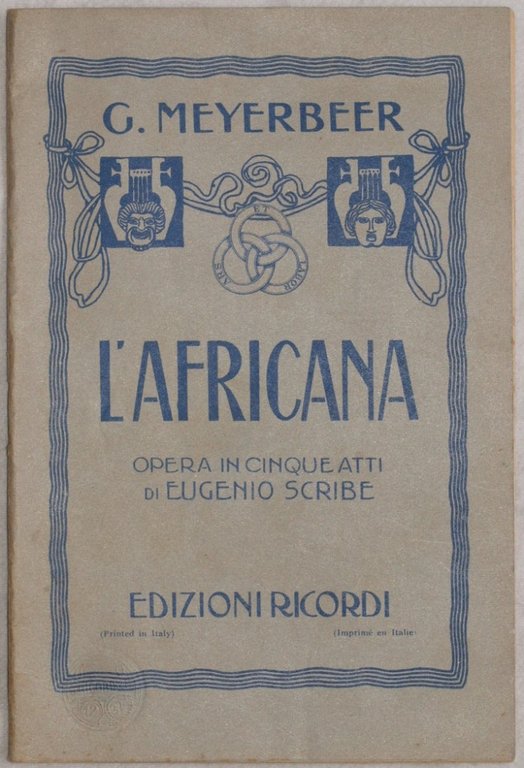 G. MEYERBEER
ARS ET LABOR
L'AFRICANA
OPERA IN CINQUE ATTI
DI EUGENIO SCRIBE
EDIZIONI RICORDI
(Printed in Italy)
(Imprimé en Italie)